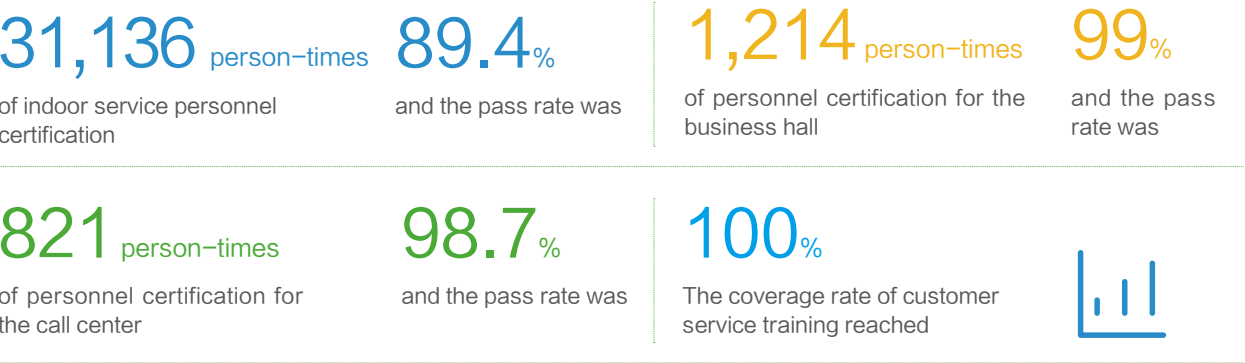 31,136 person-times 89.4%
of indoor service personnel
certification
and the pass rate was
1,214 person-times 99%
of personnel certification for the
business hall
and the pass
rate was
821 person-times 98.7%
of personnel certification for
the call center
and the pass rate was
100%
The coverage rate of customer
service training reached